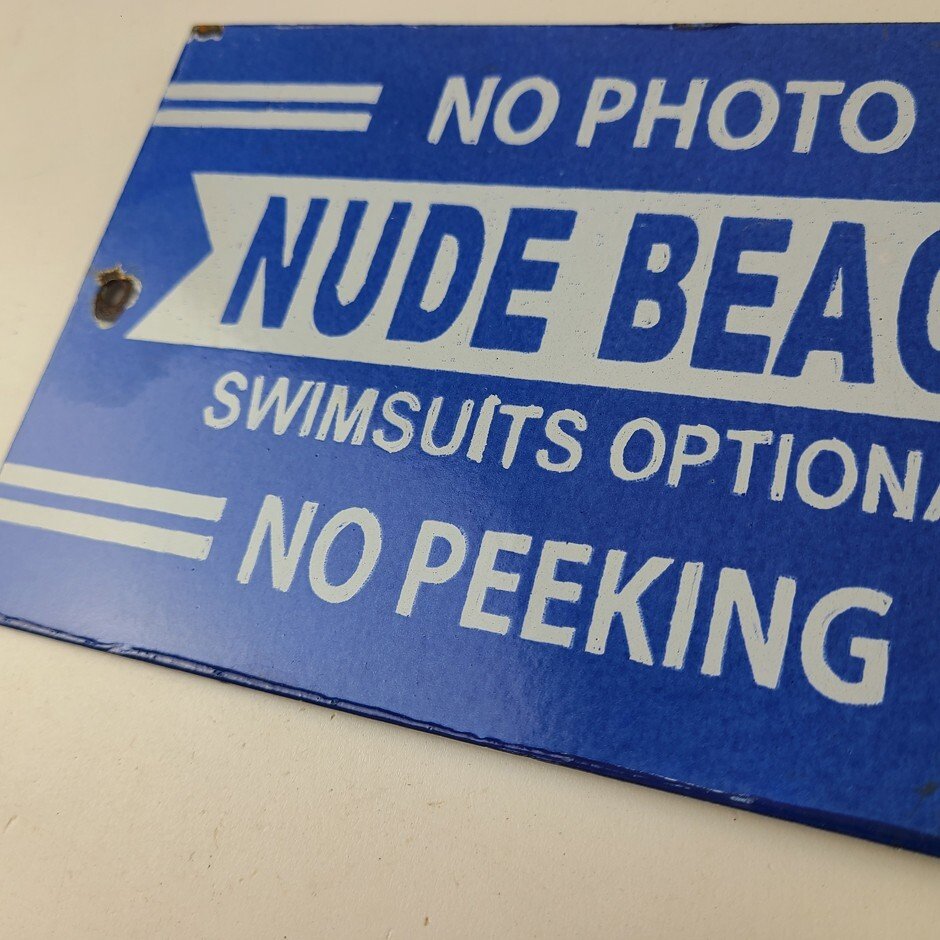 NO PHOTO
NUDE BEAC
SWIMSUITS OPTIONA
NO PEEKING